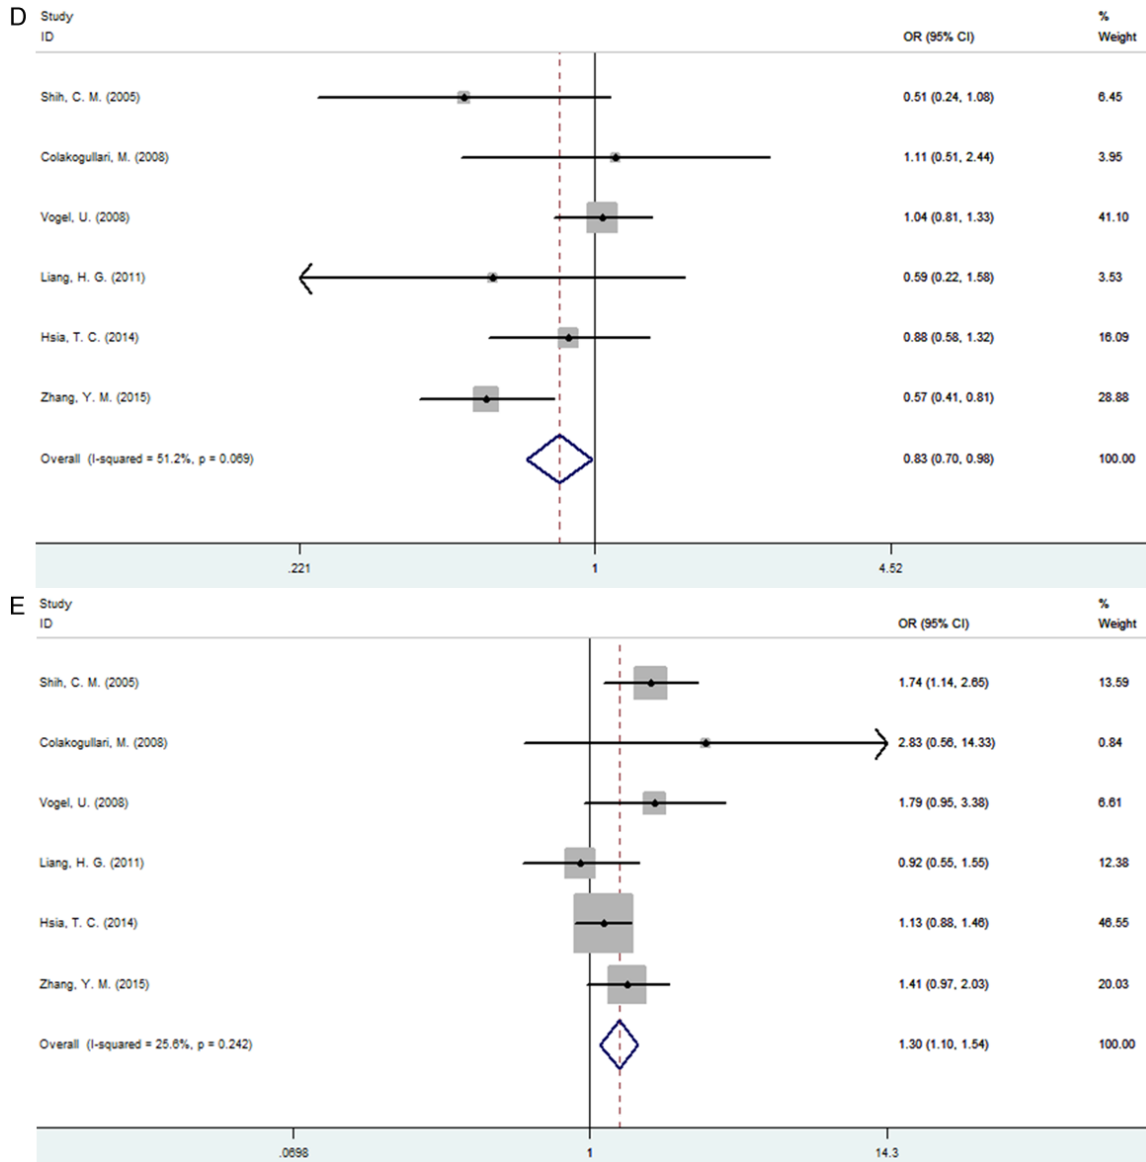 D
Study
ID
OR (95% CI)
%
Weight
Shih, C. M. (2005) 0.51 (0.24, 1.08) 6.45
Colakogullari, M. (2008) 1.11 (0.51, 2.44) 3.95
Vogel, U. (2008) 1.04 (0.81, 1.33) 41.10
Liang, H. G. (2011) 0.59 (0.22, 1.58) 3.53
Hsia, T. C. (2014) 0.88 (0.58, 1.32) 16.09
Zhang, Y. M. (2015) 0.57 (0.41, 0.81) 28.88
Overall (I-squared = 51.2%, p = 0.069) 0.83 (0.70, 0.98) 100.00
.221 1 4.52
E
Study
ID
OR (95% CI)
%
Weight
Shih, C. M. (2005) 1.74 (1.14, 2.65) 13.59
Colakogullari, M. (2008) 2.83 (0.56, 14.33) 0.84
Vogel, U. (2008) 1.79 (0.95, 3.38) 6.61
Liang, H. G. (2011) 0.92 (0.55, 1.55) 12.38
Hsia, T. C. (2014) 1.13 (0.88, 1.46) 46.55
Zhang, Y. M. (2015) 1.41 (0.97, 2.03) 20.03
Overall (I-squared = 25.6%, p = 0.242) 1.30 (1.10, 1.54) 100.00
.0698 1 14.3